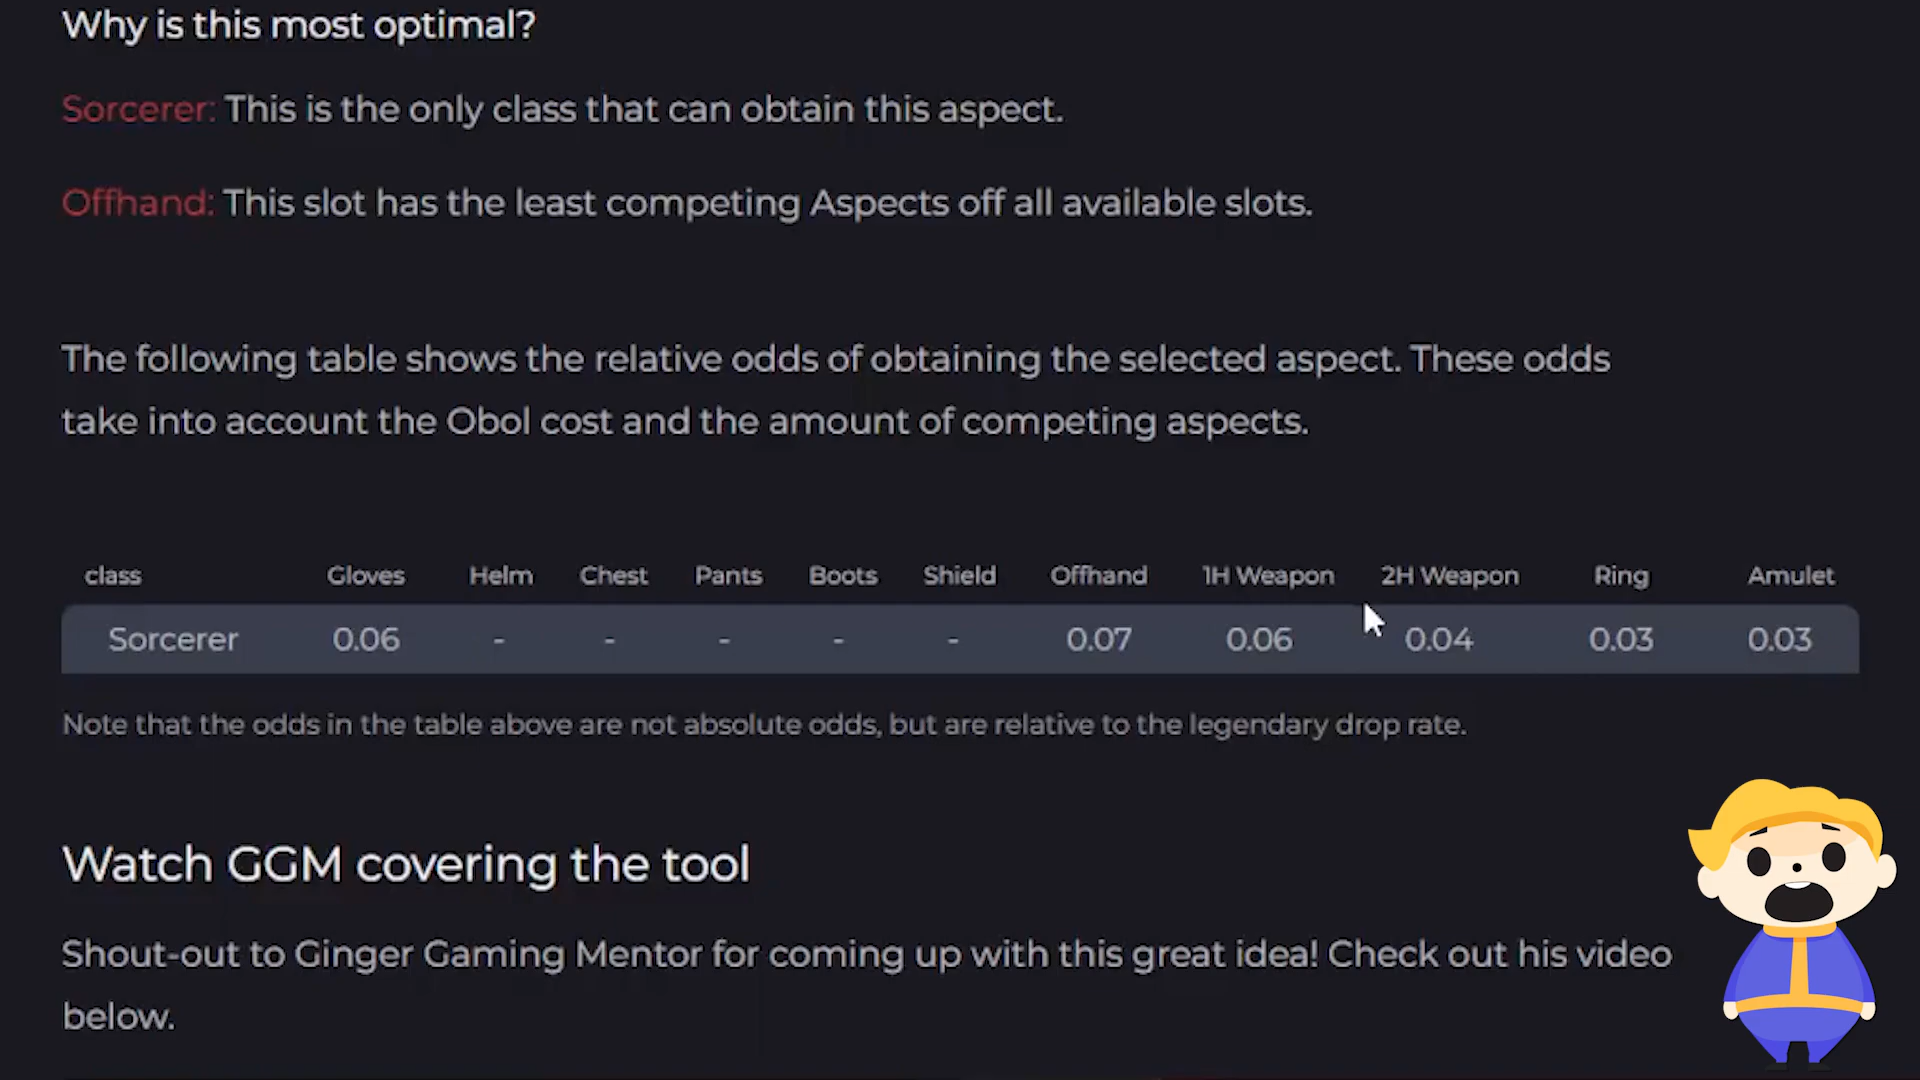 Why is this most optimal?
Sorcerer: This is the only class that can obtain this aspect.
Offhand: This slot has the least competing Aspects off all available slots.
The following table shows the relative odds of obtaining the selected aspect. These odds
take into account the Obol cost and the amount of competing aspects.
class Gloves Helm Chest Pants Boots Shield Offhand 1H Weapon 2H Weapon Ring Amulet
Sorcerer 0.06 - - - - - 0.07 0.06 0.04 0.03 0.03
Note that the odds in the table above are not absolute odds, but are relative to the legendary drop rate.
Watch GGM covering the tool
Shout-out to Ginger Gaming Mentor for coming up with this great idea! Check out his video
below.